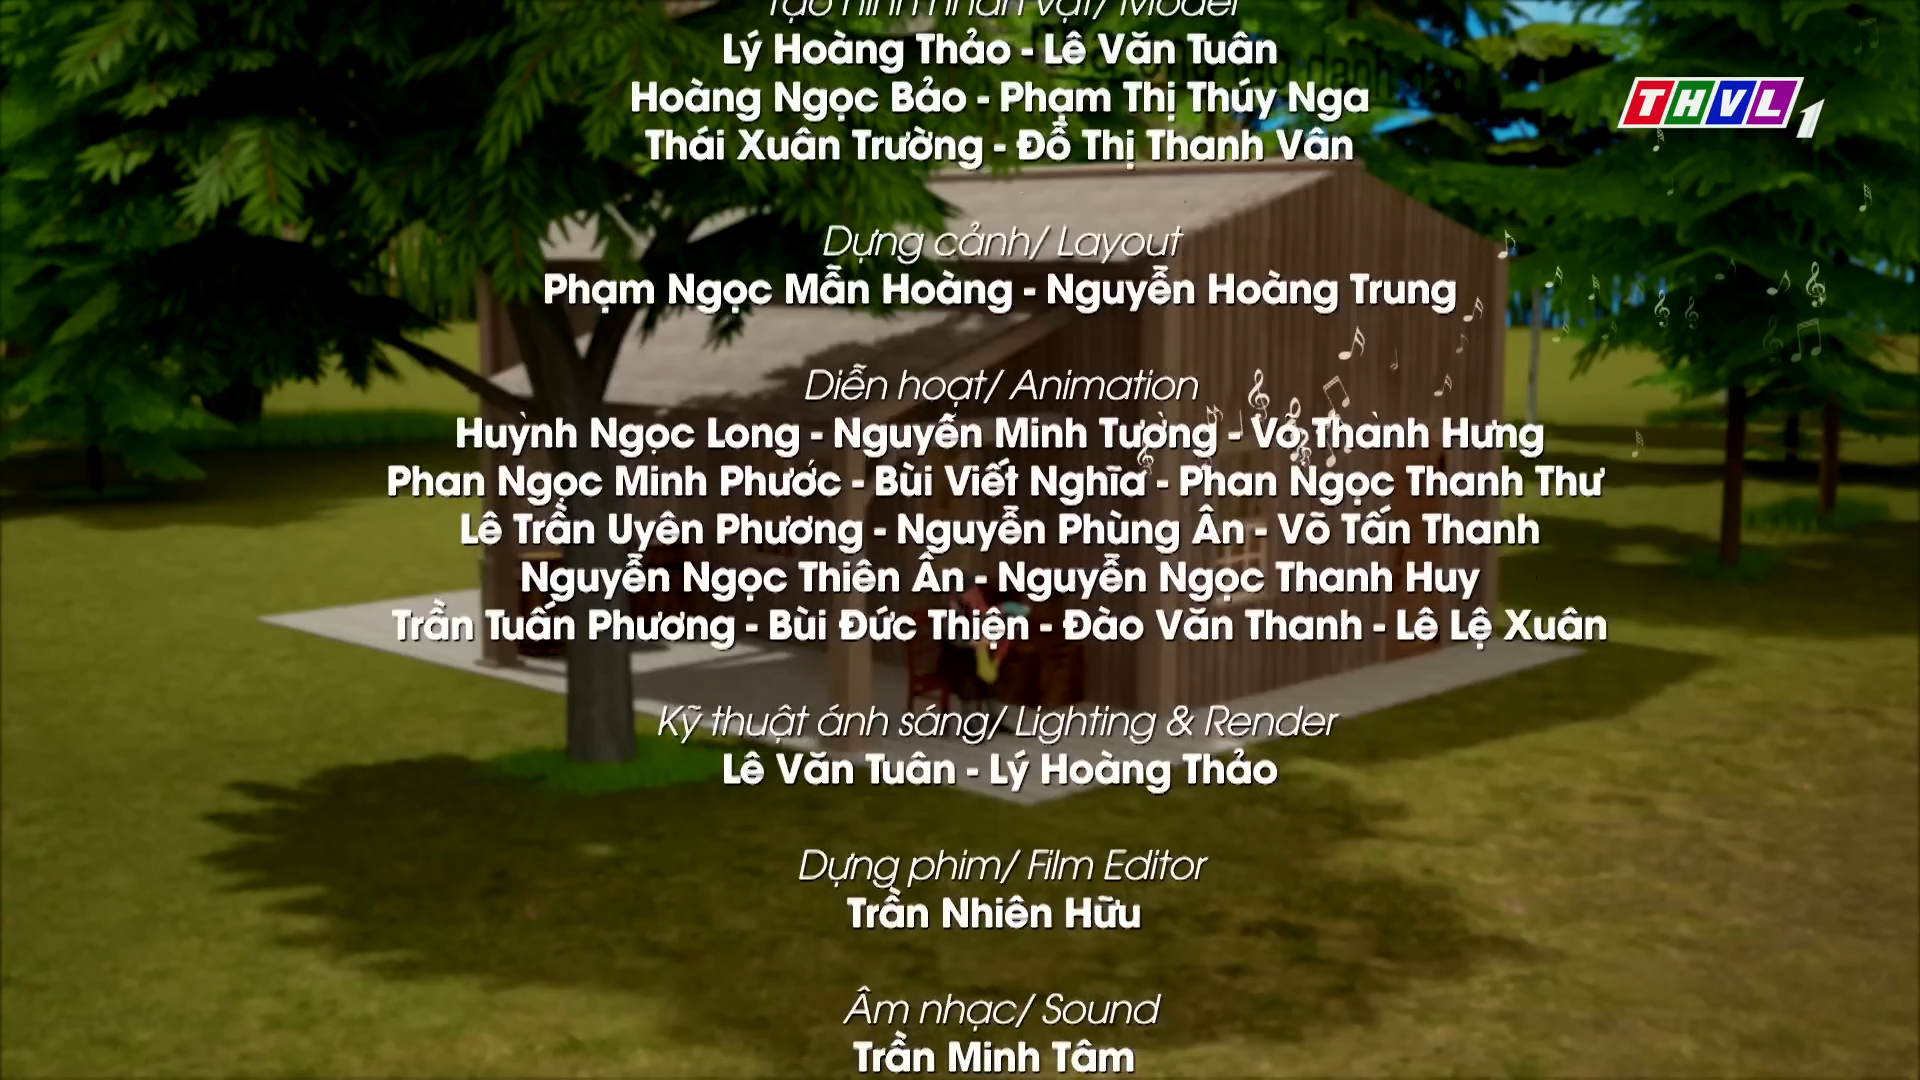 Tạo hình nhân vật/ Model
Lý Hoàng Thảo - Lê Văn Tuân
Hoàng Ngọc Bảo - Phạm Thị Thúy Nga
Thái Xuân Trường - Đỗ Thị Thanh Vân
THVL1
Dựng cảnh/ Layout
Phạm Ngọc Mẫn Hoàng - Nguyễn Hoàng Trung
Diễn hoạt/ Animation
Huỳnh Ngọc Long - Nguyễn Minh Tường - Võ Thành Hưng
Phan Ngọc Minh Phước - Bùi Viết Nghĩa - Phan Ngọc Thanh Thư
Lê Trần Uyên Phương - Nguyễn Phùng Ân - Võ Tấn Thanh
Nguyễn Ngọc Thiên Ân - Nguyễn Ngọc Thanh Huy
Trần Tuấn Phương - Bùi Đức Thiện - Đào Văn Thanh - Lê Lệ Xuân
Kỹ thuật ánh sáng/ Lighting & Render
Lê Văn Tuân - Lý Hoàng Thảo
Dựng phim/ Film Editor
Trần Nhiên Hữu
Âm nhạc/ Sound
Trần Minh Tâm